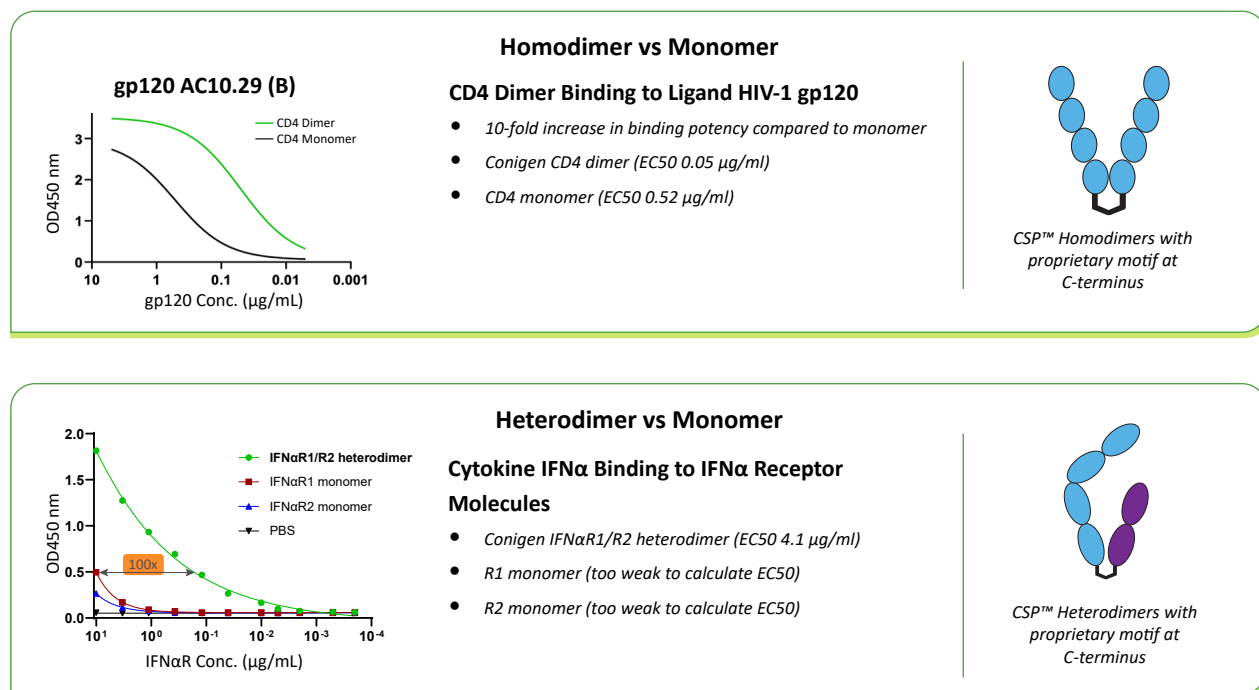 Homodimer vs Monomer
gp120 AC10.29 (B)
CD4 Dimer
CD4 Monomer
OD450 nm
3
2
1
0
10 1 0.1 0.01 0.001
gp120 Conc. (µg/mL)
CD4 Dimer Binding to Ligand HIV-1 gp120
● 10-fold increase in binding potency compared to monomer
● Conigen CD4 dimer (EC50 0.05 µg/ml)
● CD4 monomer (EC50 0.52 µg/ml)
CSP™ Homodimers with
proprietary motif at
C-terminus
Heterodimer vs Monomer
OD450 nm
2.0
1.5
1.0
0.5
0.0
IFNαR1/R2 heterodimer
IFNαR1 monomer
IFNαR2 monomer
PBS
100x
10¹ 10⁰ 10⁻¹ 10⁻² 10⁻³ 10⁻⁴
IFNαR Conc. (µg/mL)
Cytokine IFNα Binding to IFNα Receptor
Molecules
● Conigen IFNαR1/R2 heterodimer (EC50 4.1 µg/ml)
● R1 monomer (too weak to calculate EC50)
● R2 monomer (too weak to calculate EC50)
CSP™ Heterodimers with
proprietary motif at
C-terminus